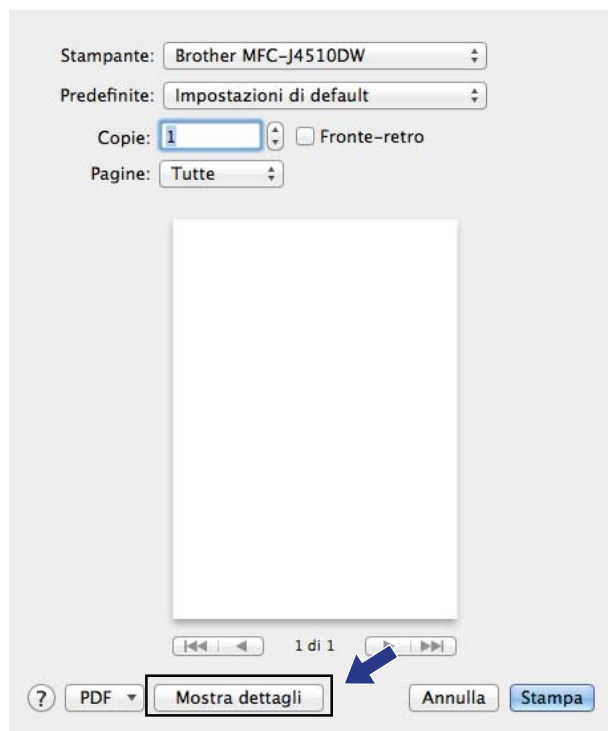 Stampante: Brother MFC-J4510DW
Predefinite: Impostazioni di default
Copie: 1 Fronte-retro
Pagine: Tutte
1 di 1
? PDF Mostra dettagli Annulla Stampa